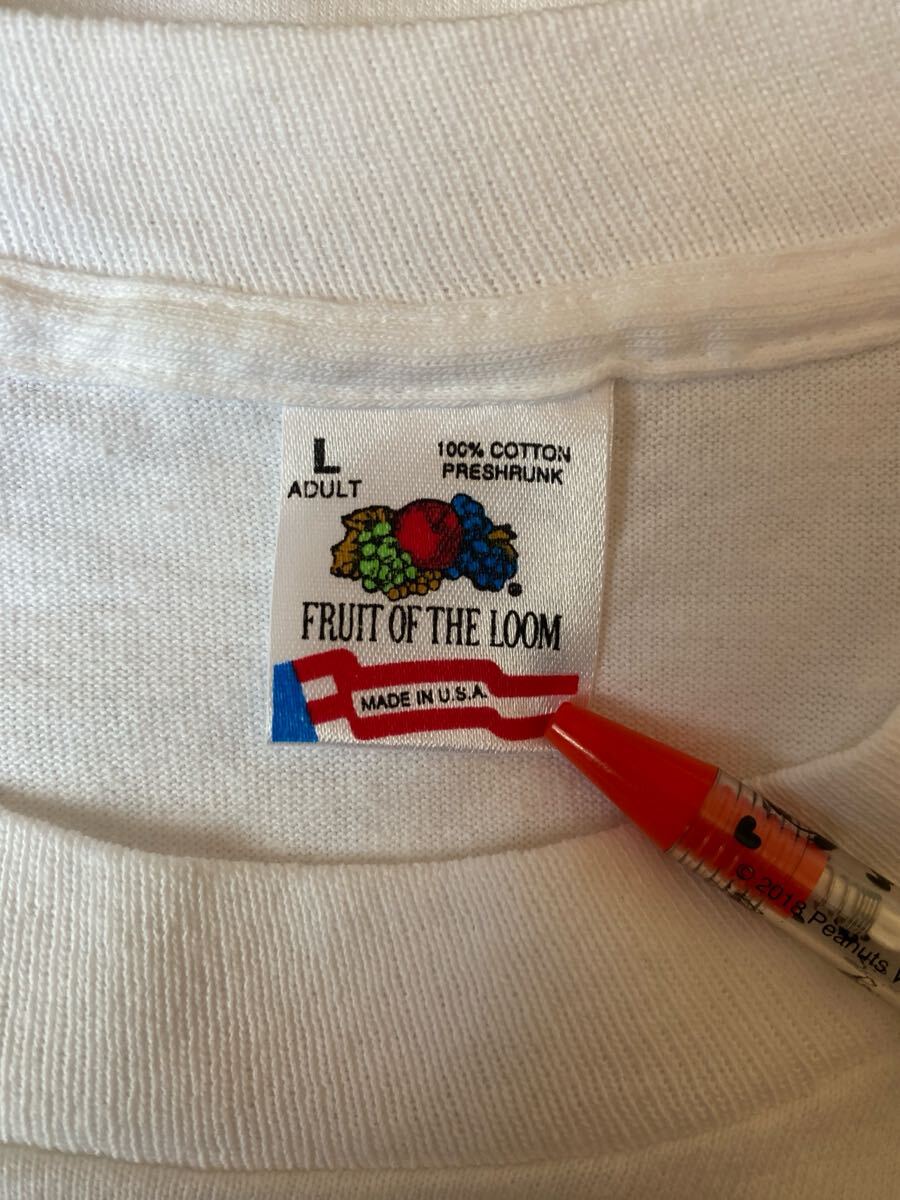 L
ADULT
100% COTTON
PRESHRUNK
FRUIT OF THE LOOM
MADE IN U.S.A.
© 2018 Peanuts